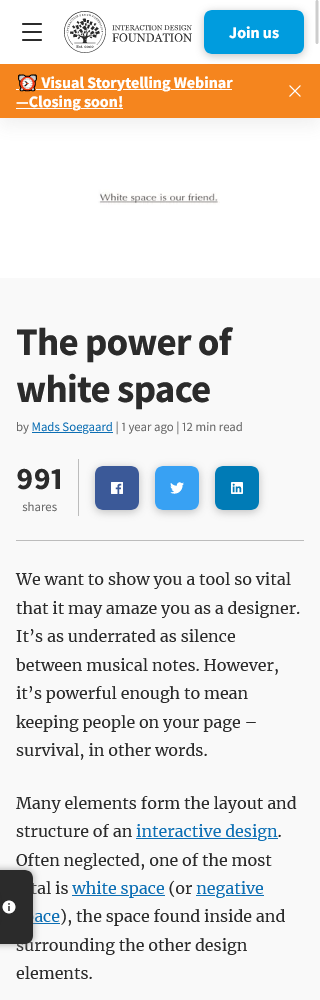 INTERACTION DESIGN
FOUNDATION
Est. 2002
Join us
Visual Storytelling Webinar
—Closing soon!
White space is our friend.
The power of
white space
by Mads Soegaard | 1 year ago | 12 min read
991
shares
We want to show you a tool so vital
that it may amaze you as a designer.
It’s as underrated as silence
between musical notes. However,
it’s powerful enough to mean
keeping people on your page –
survival, in other words.
Many elements form the layout and
structure of an interactive design.
Often neglected, one of the most
tal is white space (or negative
ace), the space found inside and
surrounding the other design
elements.